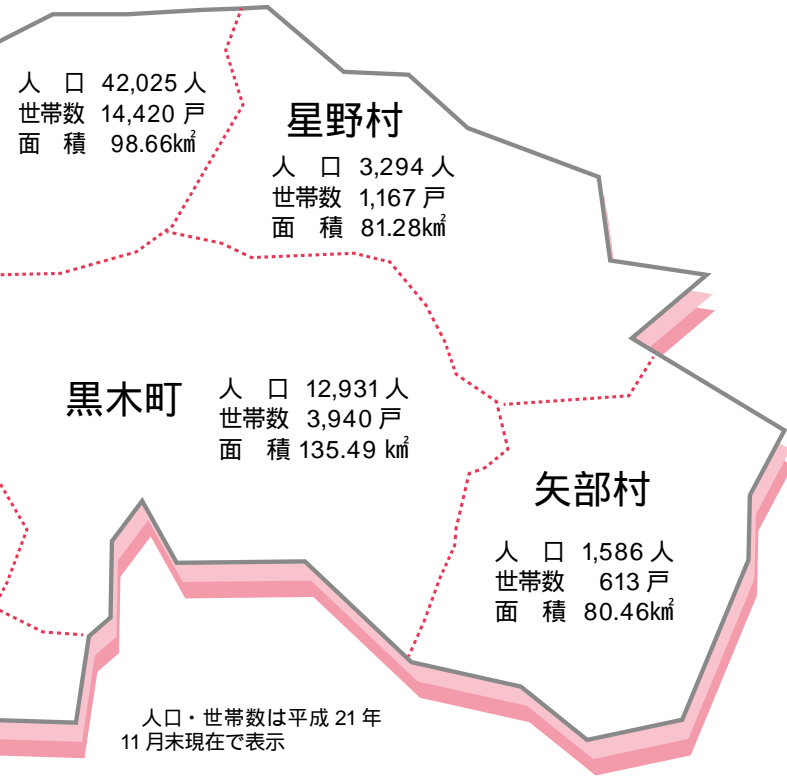 人　口 42,025 人
世帯数 14,420 戸
面　積 98.66㎢
星野村
人　口 3,294 人
世帯数 1,167 戸
面　積 81.28㎢
黒木町
人　口 12,931 人
世帯数 3,940 戸
面　積 135.49 ㎢
矢部村
人　口 1,586 人
世帯数 613 戸
面　積 80.46㎢
人口・世帯数は平成 21 年
11 月末現在で表示